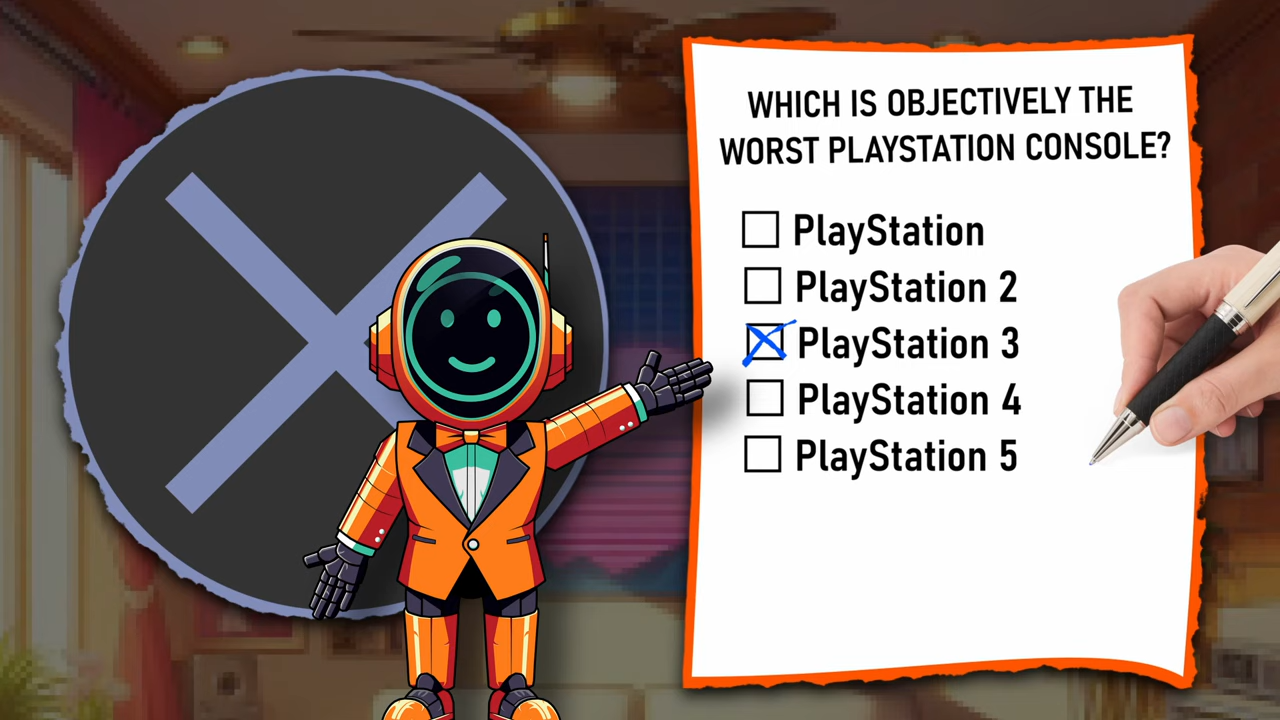 WHICH IS OBJECTIVELY THE
WORST PLAYSTATION CONSOLE?
PlayStation
PlayStation 2
PlayStation 3
PlayStation 4
PlayStation 5